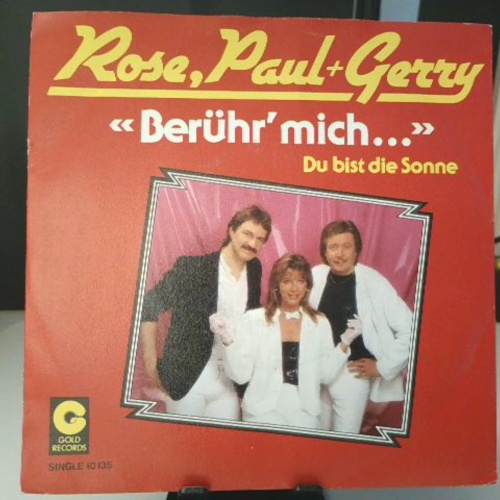 Rose, Paul + Gerry
« Berühr' mich... »
Du bist die Sonne
G
GOLD
RECORDS
SINGLE 10 135